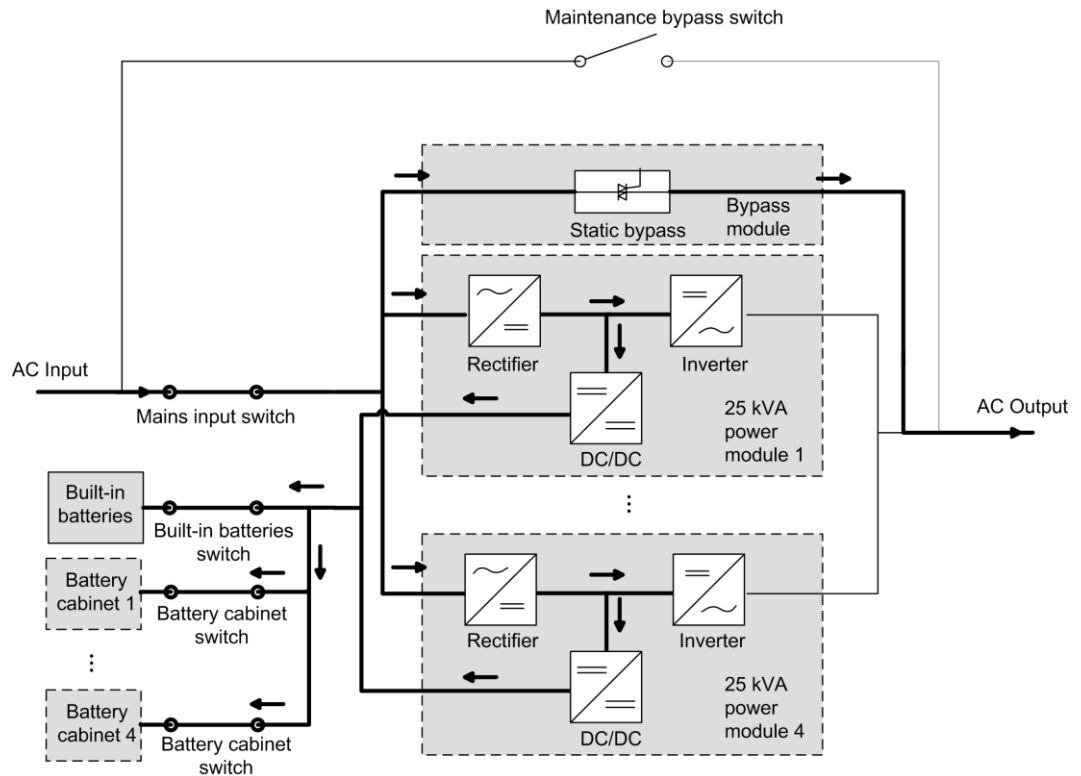 Maintenance bypass switch
Static bypass
Bypass
module
Rectifier
Inverter
DC/DC
25 kVA
power
module 1
AC Input
Mains input switch
AC Output
Built-in
batteries
Built-in batteries
switch
Battery
cabinet 1
Battery cabinet
switch
Battery
cabinet 4
Battery cabinet
switch
Rectifier
Inverter
DC/DC
25 kVA
power
module 4